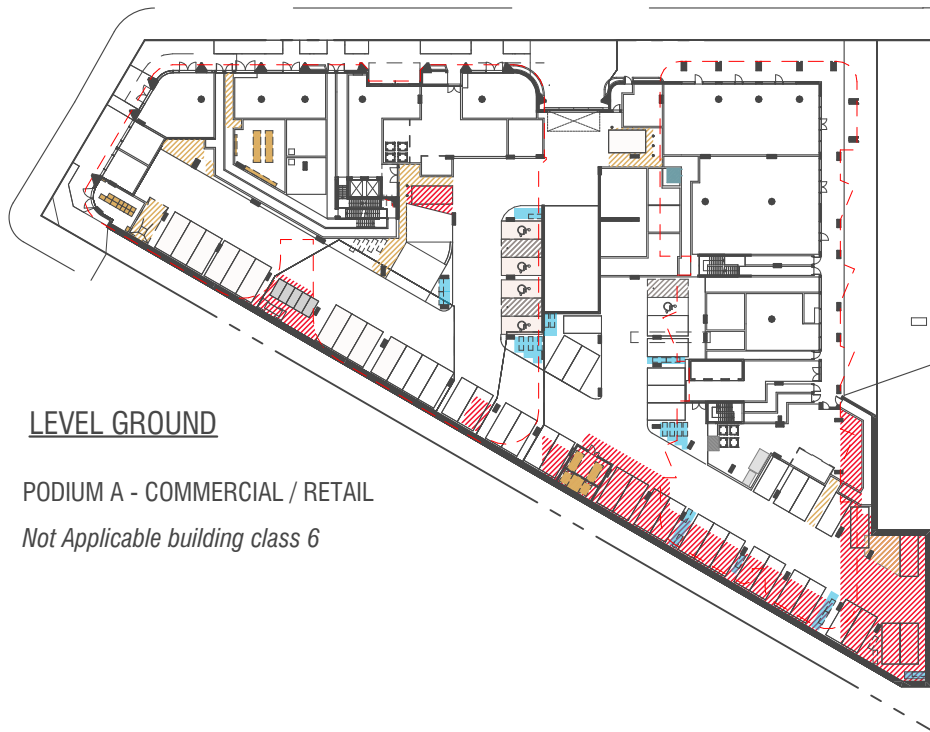 LEVEL GROUND
PODIUM A - COMMERCIAL / RETAIL
Not Applicable building class 6